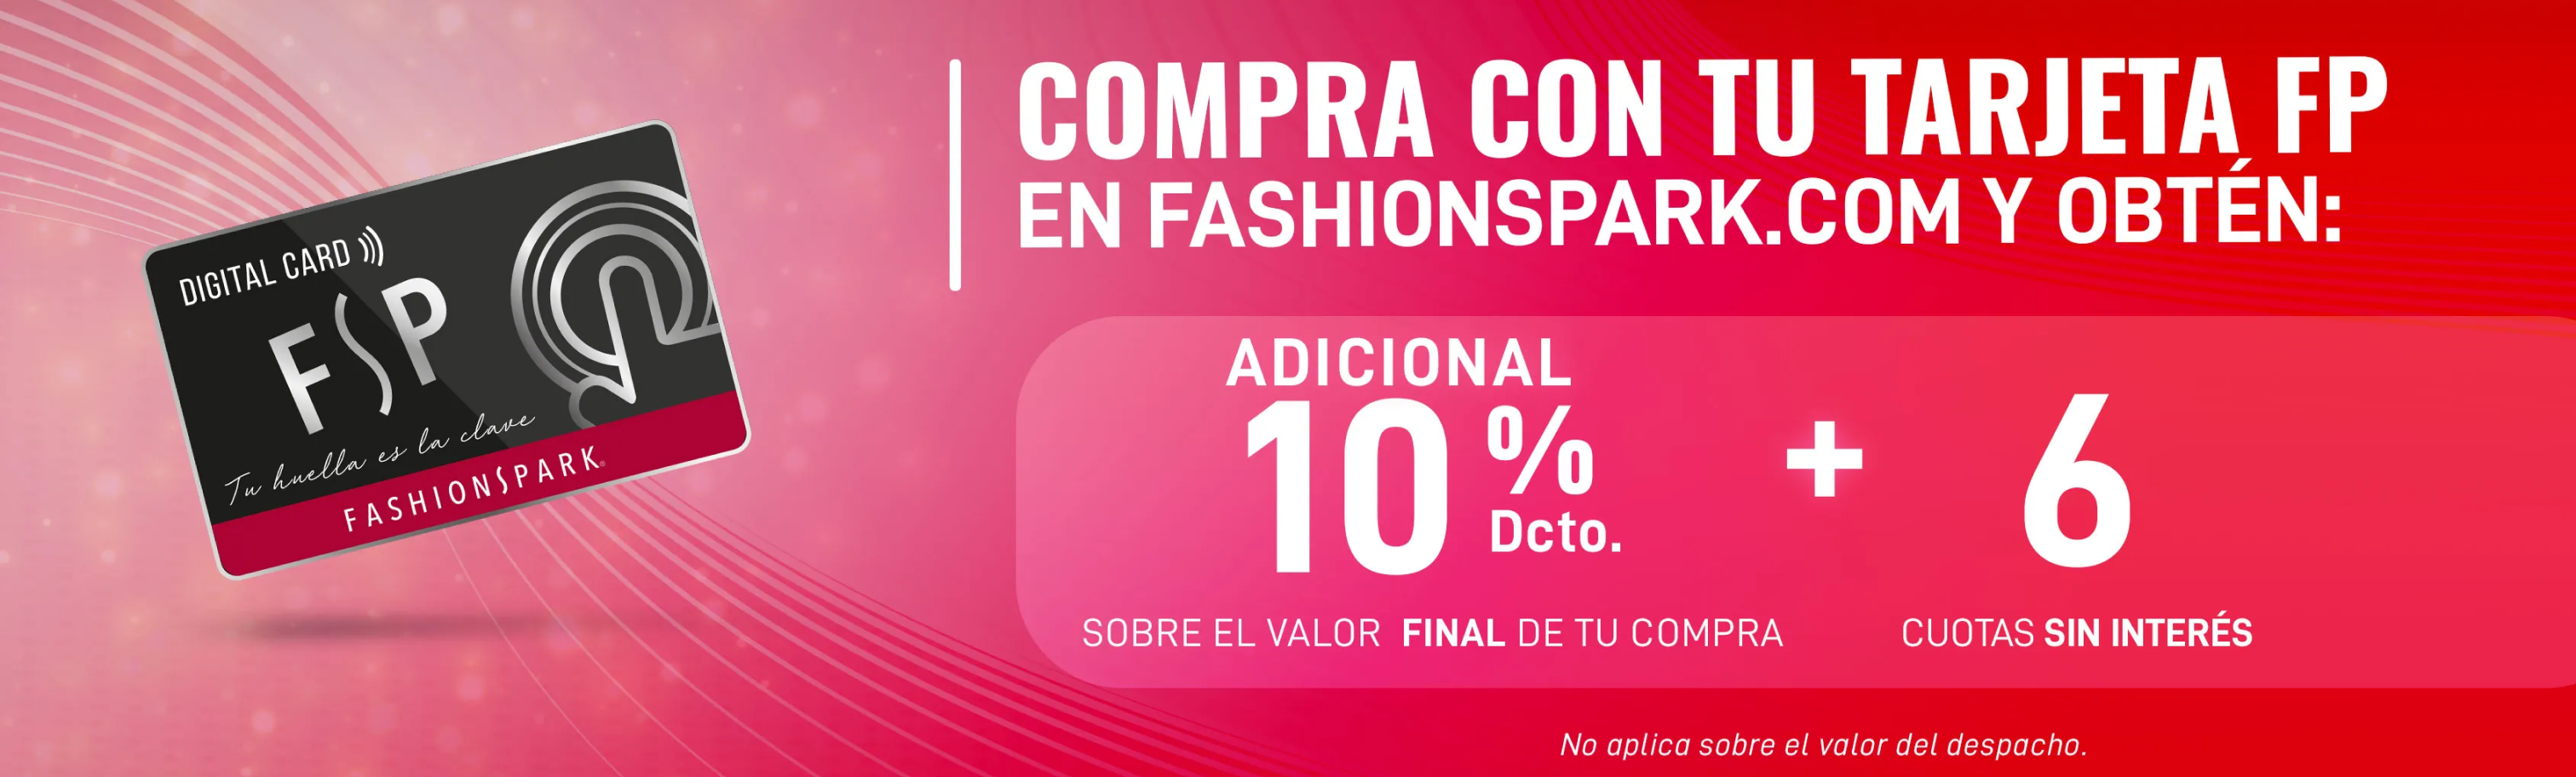 DIGITAL CARD
FSP
Tu huella es la clave
FASHIONSPARK®
COMPRA CON TU TARJETA FP
EN FASHIONSPARK.COM Y OBTÉN:
ADICIONAL
10%
Dcto.
SOBRE EL VALOR FINAL DE TU COMPRA
+
6
CUOTAS SIN INTERÉS
No aplica sobre el valor del despacho.